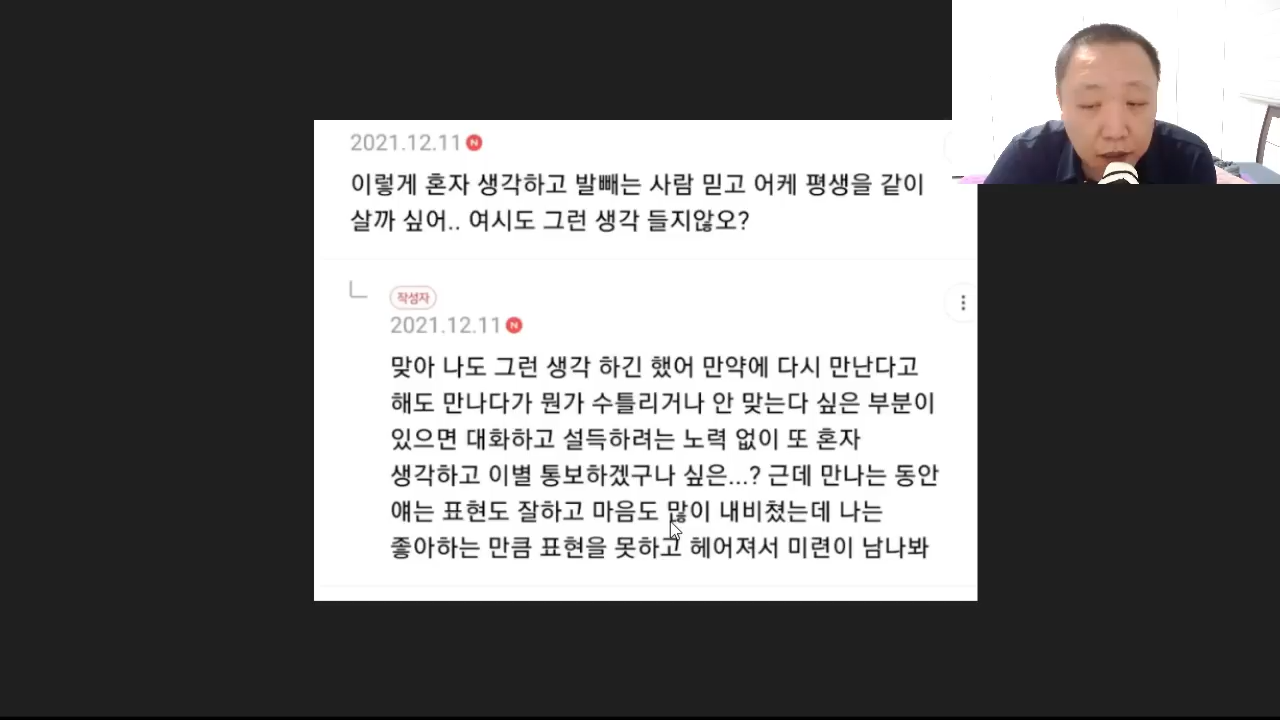 2021.12.11 N
이렇게 혼자 생각하고 발빼는 사람 믿고 어케 평생을 같이
살까 싶어.. 여시도 그런 생각 들지않오?
작성자
2021.12.11 N
맞아 나도 그런 생각 하긴 했어 만약에 다시 만난다고
해도 만나다가 뭔가 수틀리거나 안 맞는다 싶은 부분이
있으면 대화하고 설득하려는 노력 없이 또 혼자
생각하고 이별 통보하겠구나 싶은...? 근데 만나는 동안
얘는 표현도 잘하고 마음도 많이 내비쳤는데 나는
좋아하는 만큼 표현을 못하고 헤어져서 미련이 남나봐